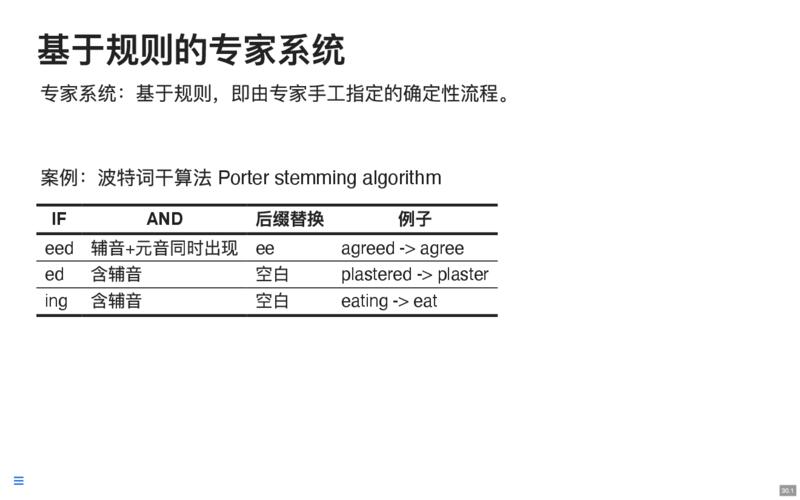 基于规则的专家系统
专家系统：基于规则，即由专家手工指定的确定性流程。
案例：波特词干算法 Porter stemming algorithm
IF AND 后缀替换 例子
eed 辅音+元音同时出现 ee agreed -> agree
ed 含辅音 空白 plastered -> plaster
ing 含辅音 空白 eating -> eat
30.1